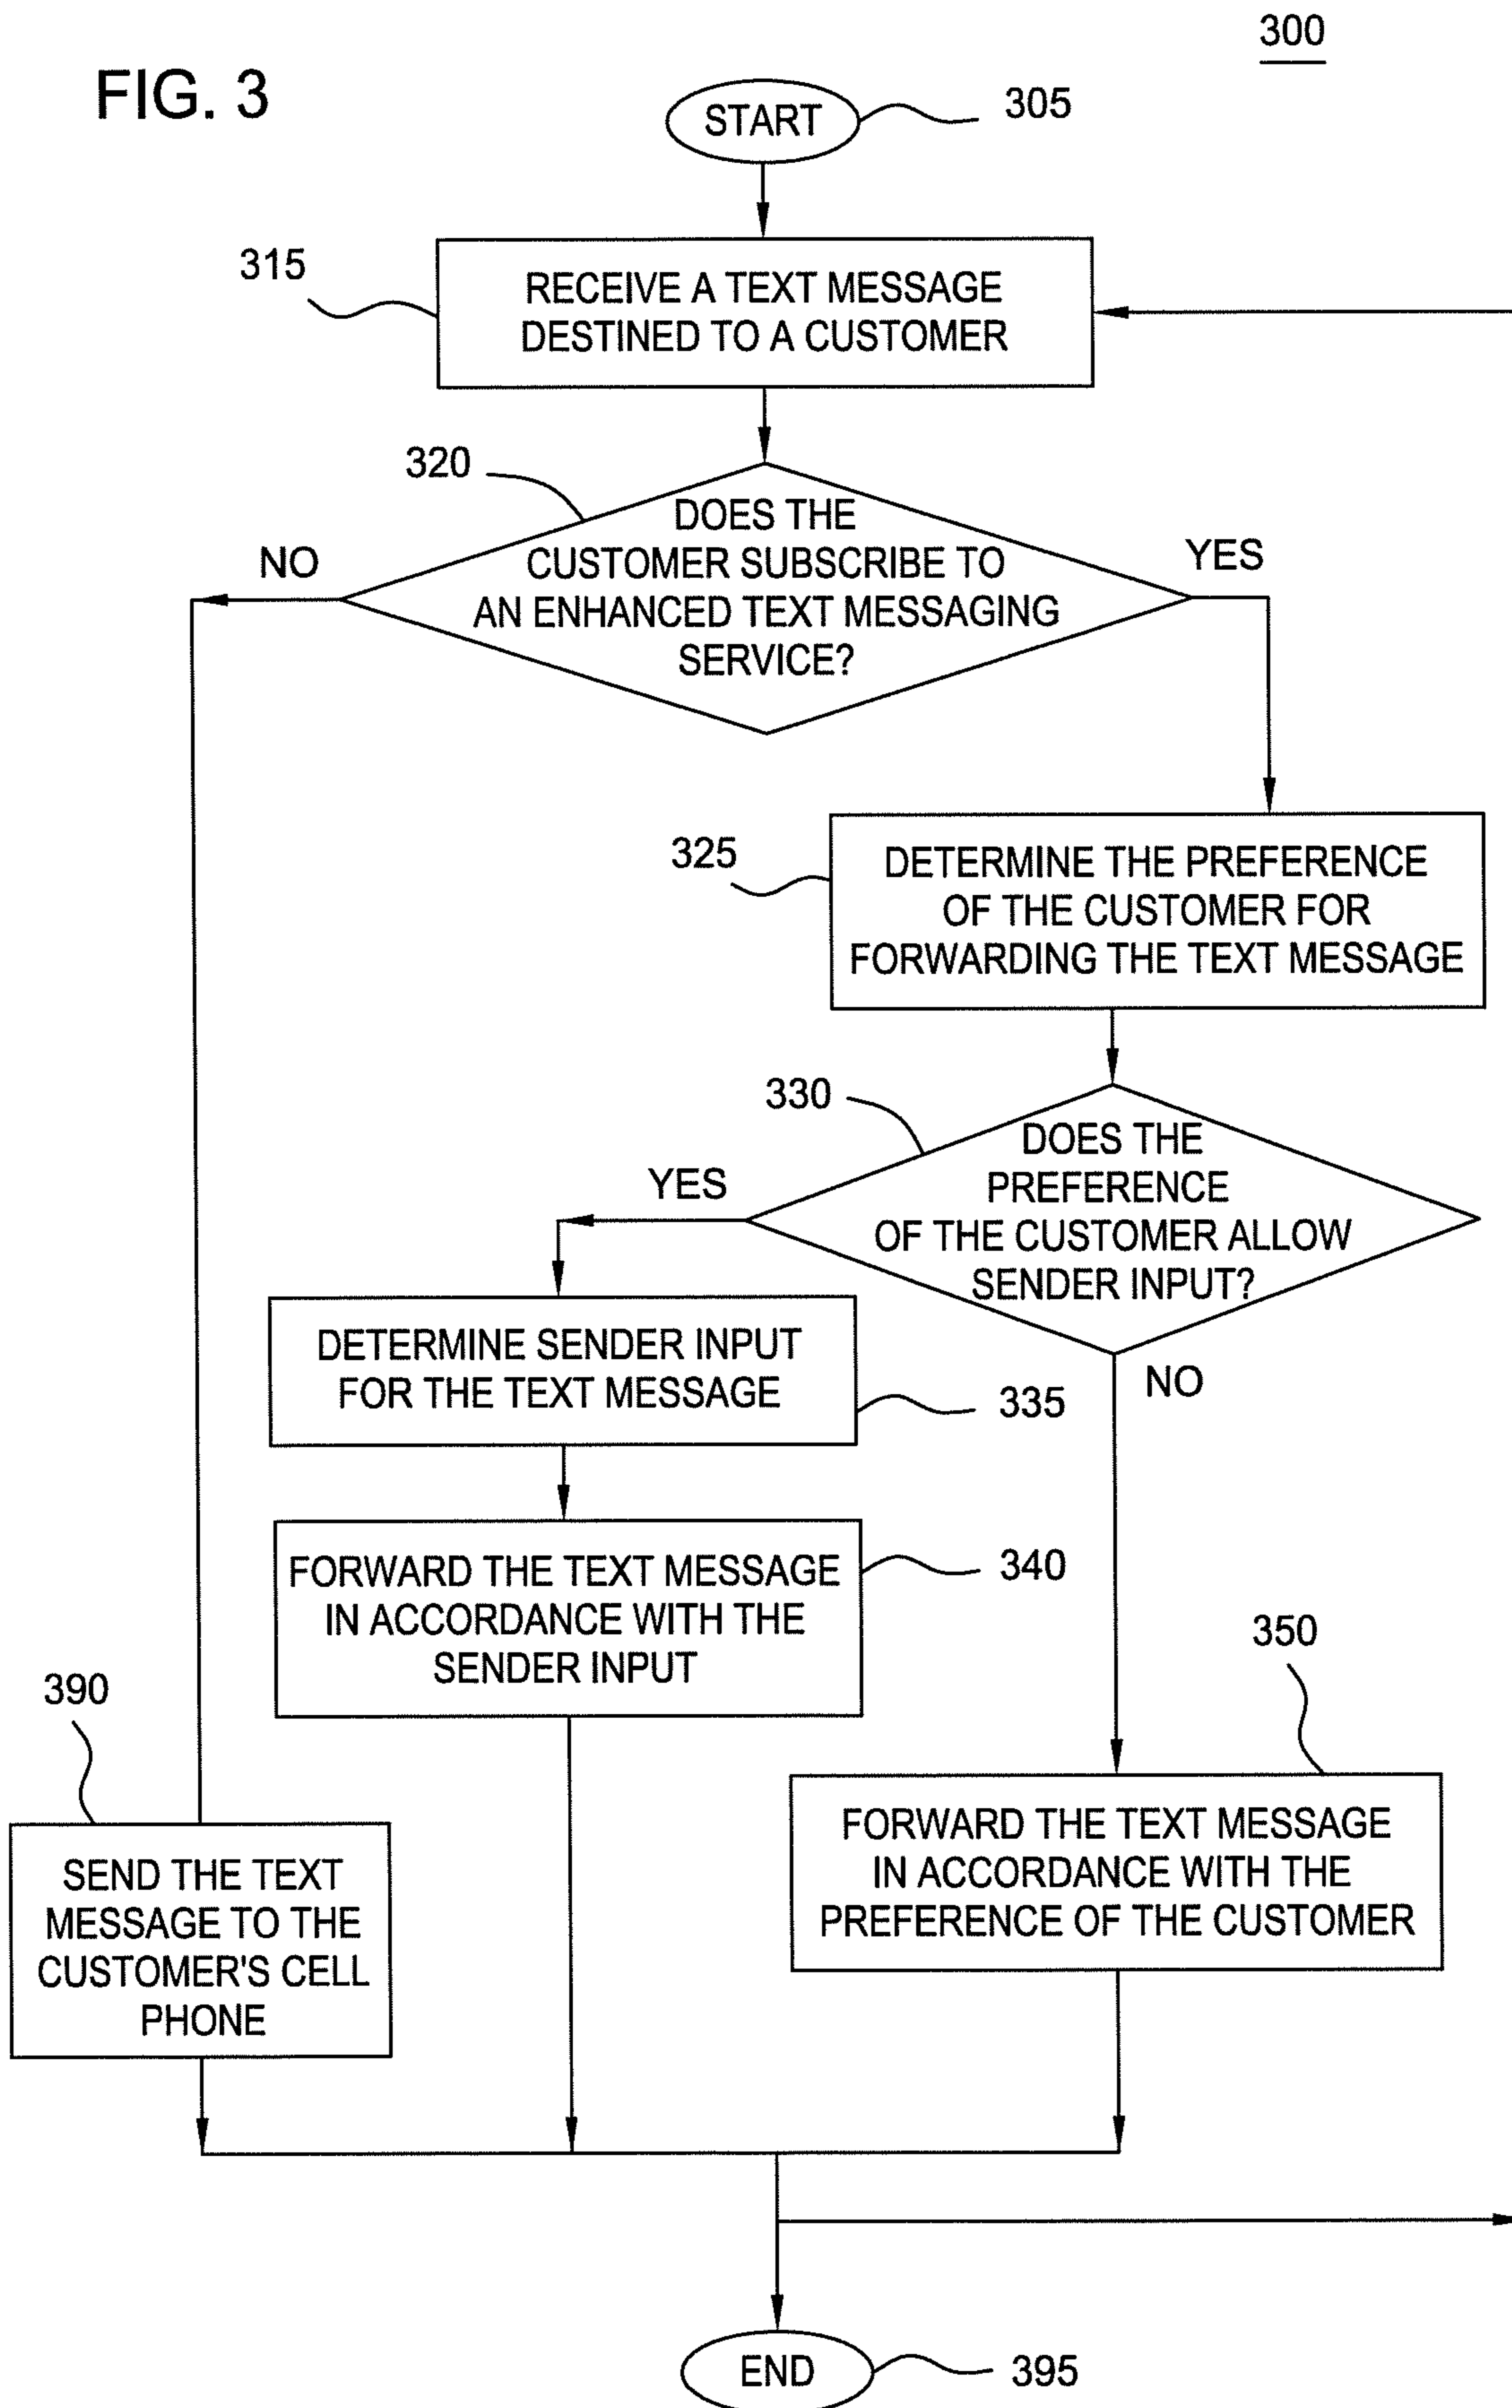 300
FIG. 3
START
305
315
RECEIVE A TEXT MESSAGE
DESTINED TO A CUSTOMER
320
DOES THE
CUSTOMER SUBSCRIBE TO
AN ENHANCED TEXT MESSAGING
SERVICE?
NO
YES
325
DETERMINE THE PREFERENCE
OF THE CUSTOMER FOR
FORWARDING THE TEXT MESSAGE
330
DOES THE
PREFERENCE
OF THE CUSTOMER ALLOW
SENDER INPUT?
YES
NO
DETERMINE SENDER INPUT
FOR THE TEXT MESSAGE
335
FORWARD THE TEXT MESSAGE
IN ACCORDANCE WITH THE
SENDER INPUT
340
350
FORWARD THE TEXT MESSAGE
IN ACCORDANCE WITH THE
PREFERENCE OF THE CUSTOMER
390
SEND THE TEXT
MESSAGE TO THE
CUSTOMER'S CELL
PHONE
END
395